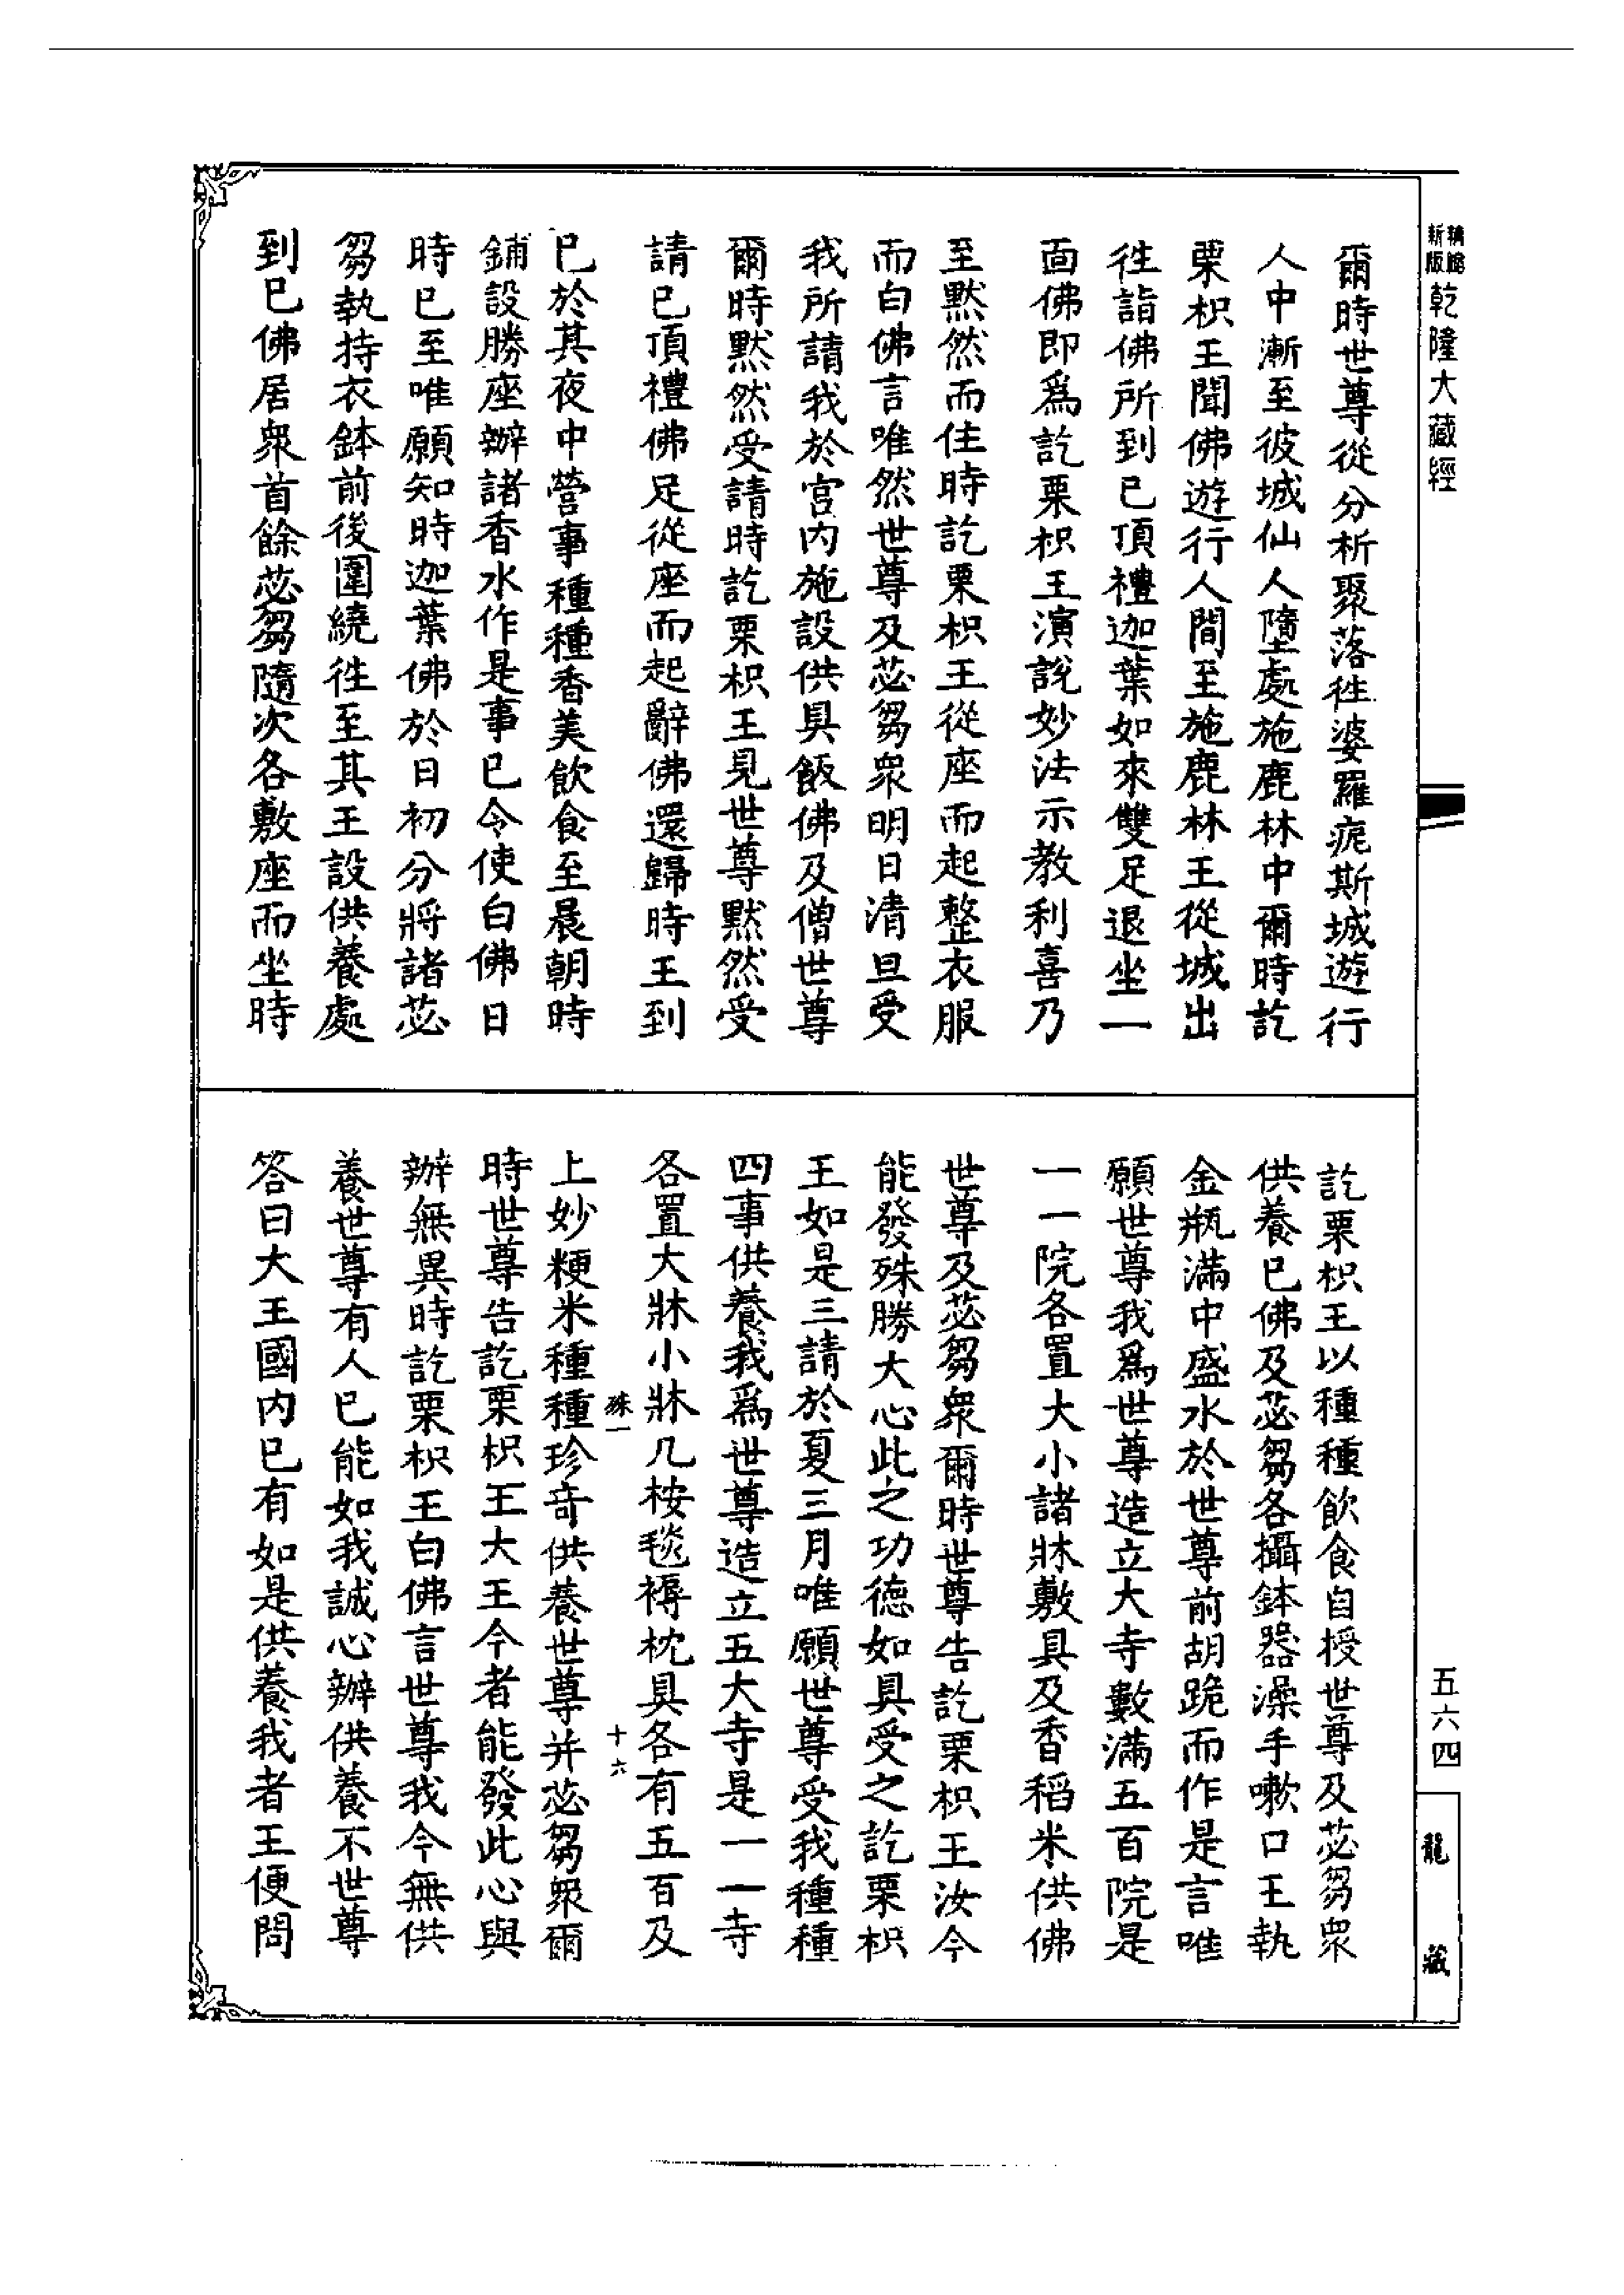 新版
精縮
乾隆大藏經
爾時世尊從分析聚落往婆羅痆斯城遊行
人中漸至彼城仙人墮處施鹿林中爾時訖
栗枳王聞佛遊行人間至施鹿林王從城出
往詣佛所到已頂禮迦葉如來雙足退坐一
面佛即為訖栗枳王演說妙法示教利喜乃
至默然而住時訖栗枳王從座而起整衣服
而白佛言唯然世尊及苾芻眾明日清旦受
我所請我於宮內施設供具飯佛及僧世尊
爾時默然受請時訖栗枳王見世尊默然受
請已頂禮佛足從座而起辭佛還歸時王到
已於其夜中營事種種香美飲食至晨朝時
鋪設勝座辦諸香水作是事已令使白佛日
時已至唯願知時迦葉佛於日初分將諸苾
芻執持衣鉢前後圍繞往至其王設供養處
到已佛居眾首餘苾芻隨次各敷座而坐時
訖栗枳王以種種飲食自授世尊及苾芻眾
供養已佛及苾芻各攝鉢器澡手嗽口王執
金瓶滿中盛水於世尊前胡跪而作是言唯
願世尊我為世尊造立大寺數滿五百院是
一一院各置大小諸牀敷具及香稻米供佛
世尊及苾芻眾爾時世尊告訖栗枳王汝今
能發殊勝大心此之功德如具受之訖栗枳
王如是三請於夏三月唯願世尊受我種種
四事供養我為世尊造立五大寺是一一寺
各置大牀小牀几桉毯褥枕具各有五百及
殊一
十六
上妙粳米種種珍奇供養世尊并苾芻眾爾
時世尊告訖栗枳王大王今者能發此心與
辦無異時訖栗枳王白佛言世尊我今無供
養世尊有人已能如我誠心辦供養不世尊
答曰大王國內已有如是供養我者王便問
五六四
龍藏